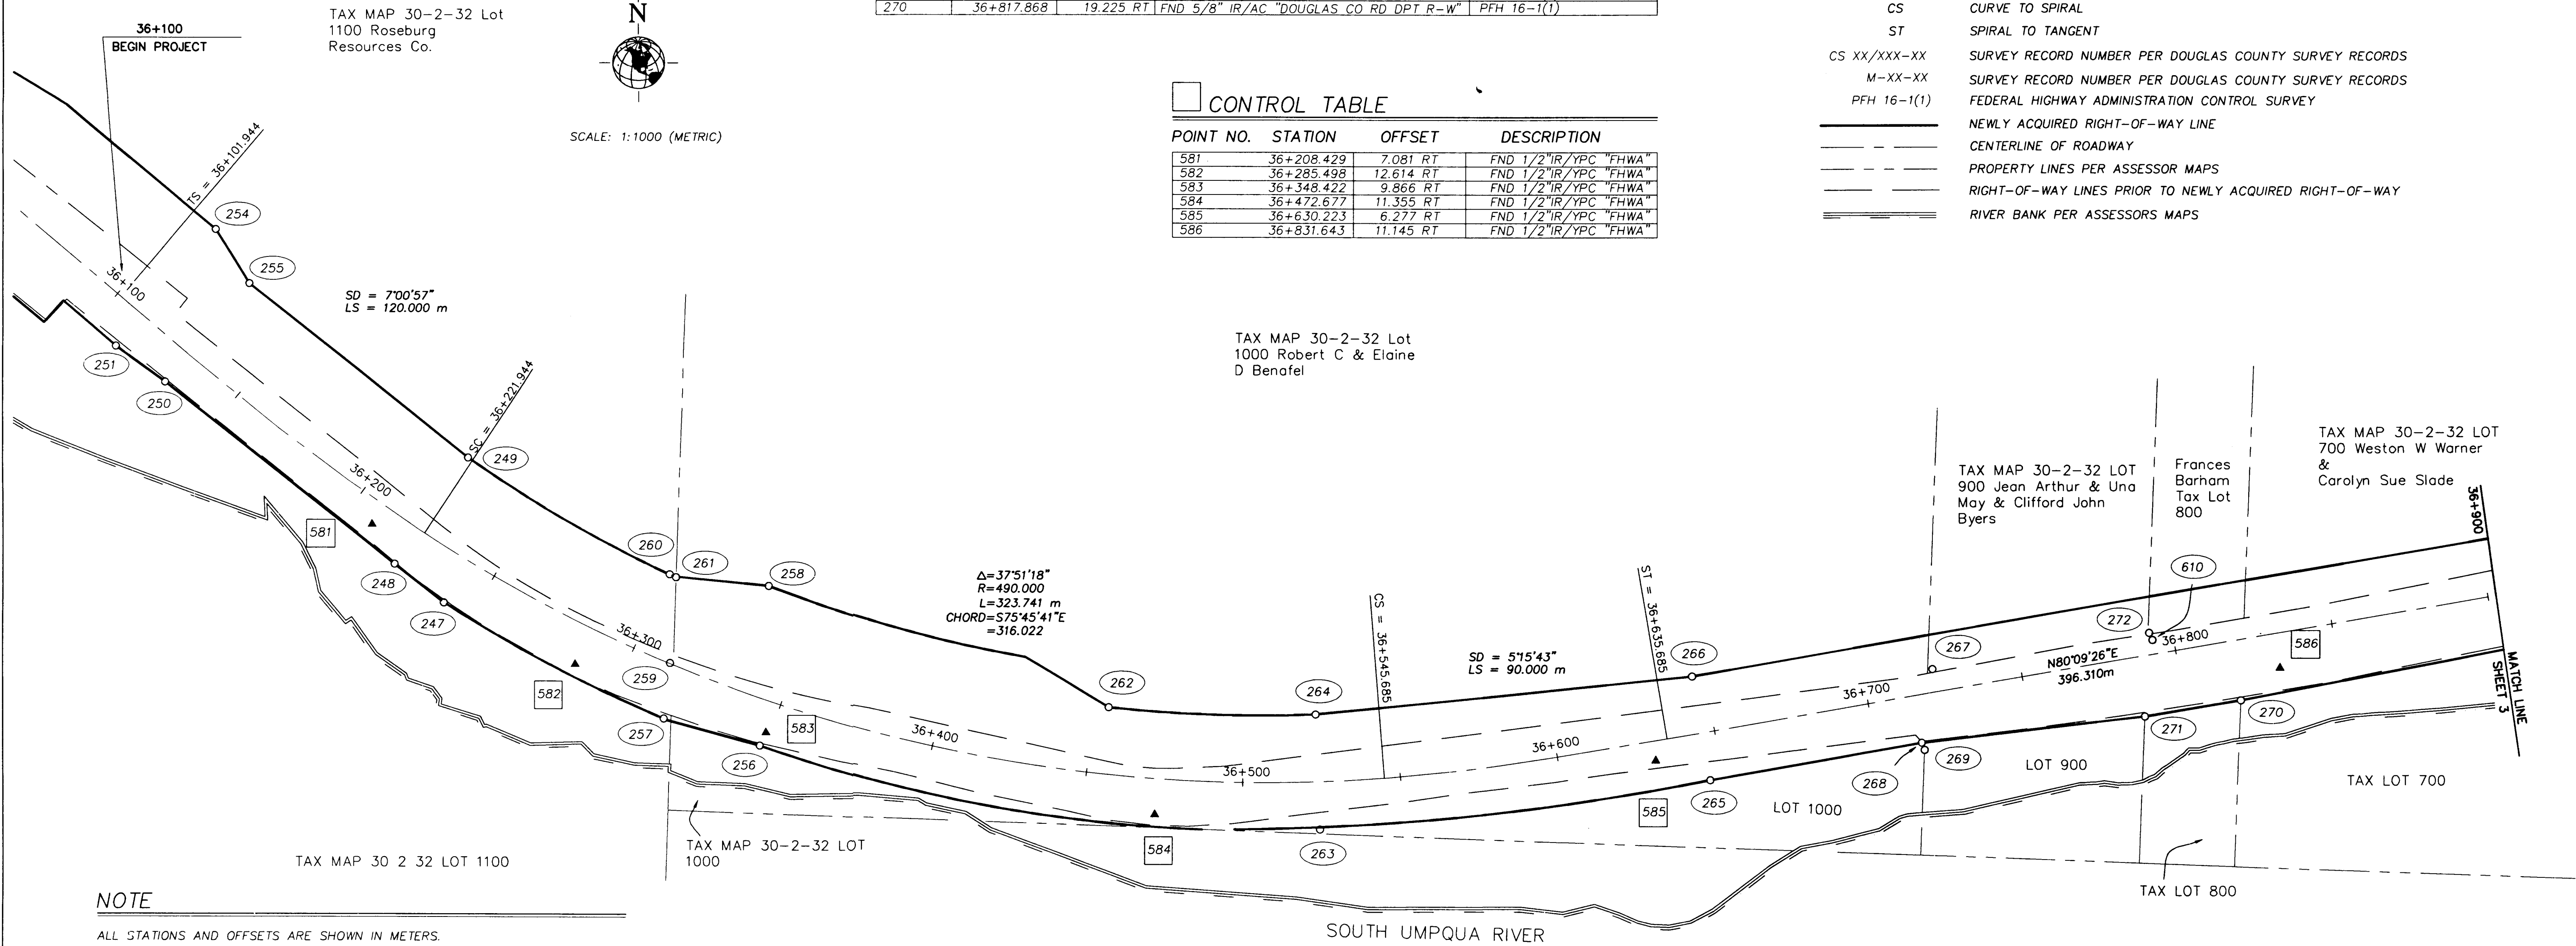 270 36+817.868 19.225 RT FND 5/8" IR/AC "DOUGLAS CO RD DPT R-W" PFH 16-1(1)
36+100
BEGIN PROJECT
TAX MAP 30-2-32 Lot
1100 Roseburg
Resources Co.
N
SCALE: 1:1000 (METRIC)
CONTROL TABLE
POINT NO. STATION OFFSET DESCRIPTION
581 36+208.429 7.081 RT FND 1/2"IR/YPC "FHWA"
582 36+285.498 12.614 RT FND 1/2"IR/YPC "FHWA"
583 36+348.422 9.866 RT FND 1/2"IR/YPC "FHWA"
584 36+472.677 11.355 RT FND 1/2"IR/YPC "FHWA"
585 36+630.223 6.277 RT FND 1/2"IR/YPC "FHWA"
586 36+831.643 11.145 RT FND 1/2"IR/YPC "FHWA"
CS CURVE TO SPIRAL
ST SPIRAL TO TANGENT
CS XX/XXX-XX SURVEY RECORD NUMBER PER DOUGLAS COUNTY SURVEY RECORDS
M-XX-XX SURVEY RECORD NUMBER PER DOUGLAS COUNTY SURVEY RECORDS
PFH 16-1(1) FEDERAL HIGHWAY ADMINISTRATION CONTROL SURVEY
NEWLY ACQUIRED RIGHT-OF-WAY LINE
CENTERLINE OF ROADWAY
PROPERTY LINES PER ASSESSOR MAPS
RIGHT-OF-WAY LINES PRIOR TO NEWLY ACQUIRED RIGHT-OF-WAY
RIVER BANK PER ASSESSORS MAPS
TS = 36+101.944
254
255
36+100
SD = 7°00'57"
LS = 120.000 m
251
250
SC = 36+221.944
249
36+200
581
248
247
260
261
258
36+300
259
582
257
583
256
36+400
Δ=37°51'18"
R=490.000
L=323.741 m
CHORD=S75°45'41"E
=316.022
TAX MAP 30-2-32 Lot
1000 Robert C & Elaine
D Benafel
262
264
CS = 36+545.685
SD = 5°15'43"
LS = 90.000 m
ST = 36+635.685
266
36+500
36+600
584
263
585
265
36+700
267
268
269
272
610
36+800
N80°09'26"E
396.310m
586
271
270
TAX MAP 30-2-32 LOT
900 Jean Arthur & Una
May & Clifford John
Byers
Frances
Barham
Tax Lot
800
TAX MAP 30-2-32 LOT
700 Weston W Warner
&
Carolyn Sue Slade
36+900
MATCH LINE
SHEET 3
LOT 1000
LOT 900
TAX LOT 700
TAX LOT 800
TAX MAP 30 2 32 LOT 1100
TAX MAP 30-2-32 LOT
1000
SOUTH UMPQUA RIVER
NOTE
ALL STATIONS AND OFFSETS ARE SHOWN IN METERS.